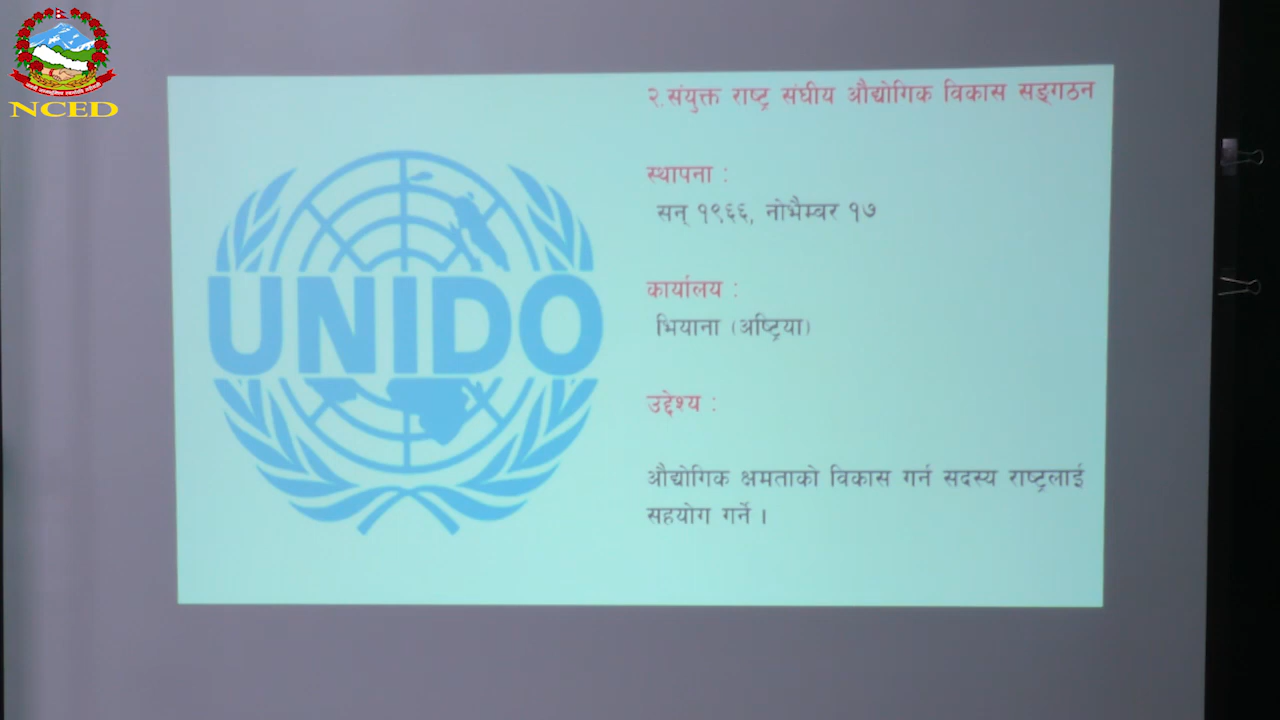 NCED
२.संयुक्त राष्ट्र संघीय औद्योगिक विकास सङ्गठन
स्थापना :
सन् १९६६, नोभैम्बर १७
कार्यालय :
भियाना (अष्ट्रिया)
उद्देश्य :
औद्योगिक क्षमताको विकास गर्न सदस्य राष्ट्रलाई
सहयोग गर्ने ।
UNIDO